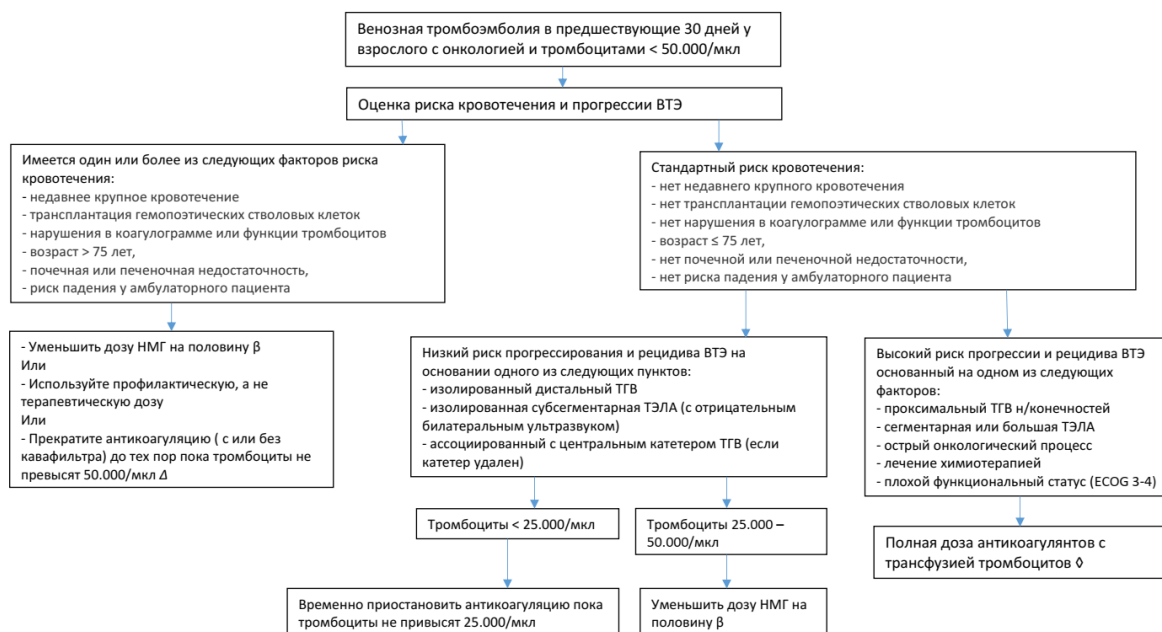 Венозная тромбоэмболия в предшествующие 30 дней у
взрослого с онкологией и тромбоцитами < 50.000/мкл
Оценка риска кровотечения и прогрессии ВТЭ
Имеется один или более из следующих факторов риска
кровотечения:
- недавнее крупное кровотечение
- трансплантация гемопоэтических стволовых клеток
- нарушения в коагулограмме или функции тромбоцитов
- возраст > 75 лет,
- почечная или печеночная недостаточность,
- риск падения у амбулаторного пациента
Стандартный риск кровотечения:
- нет недавнего крупного кровотечения
- нет трансплантации гемопоэтических стволовых клеток
- нет нарушения в коагулограмме или функции тромбоцитов
- возраст ≤ 75 лет,
- нет почечной или печеночной недостаточности,
- нет риска падения у амбулаторного пациента
- Уменьшить дозу НМГ на половину β
Или
- Используйте профилактическую, а не
терапевтическую дозу
Или
- Прекратите антикоагуляцию ( с или без
кавафильтра) до тех пор пока тромбоциты не
превысят 50.000/мкл Δ
Низкий риск прогрессирования и рецидива ВТЭ на
основании одного из следующих пунктов:
- изолированный дистальный ТГВ
- изолированная субсегментарная ТЭЛА (с отрицательным
билатеральным ультразвуком)
- ассоциированный с центральным катетером ТГВ (если
катетер удален)
Высокий риск прогрессии и рецидива ВТЭ
основанный на одном из следующих
факторов:
- проксимальный ТГВ н/конечностей
- сегментарная или большая ТЭЛА
- острый онкологический процесс
- лечение химиотерапией
- плохой функциональный статус (ECOG 3-4)
Тромбоциты < 25.000/мкл
Тромбоциты 25.000 –
50.000/мкл
Полная доза антикоагулянтов с
трансфузией тромбоцитов ◊
Временно приостановить антикоагуляцию пока
тромбоциты не привысят 25.000/мкл
Уменьшить дозу НМГ на
половину β